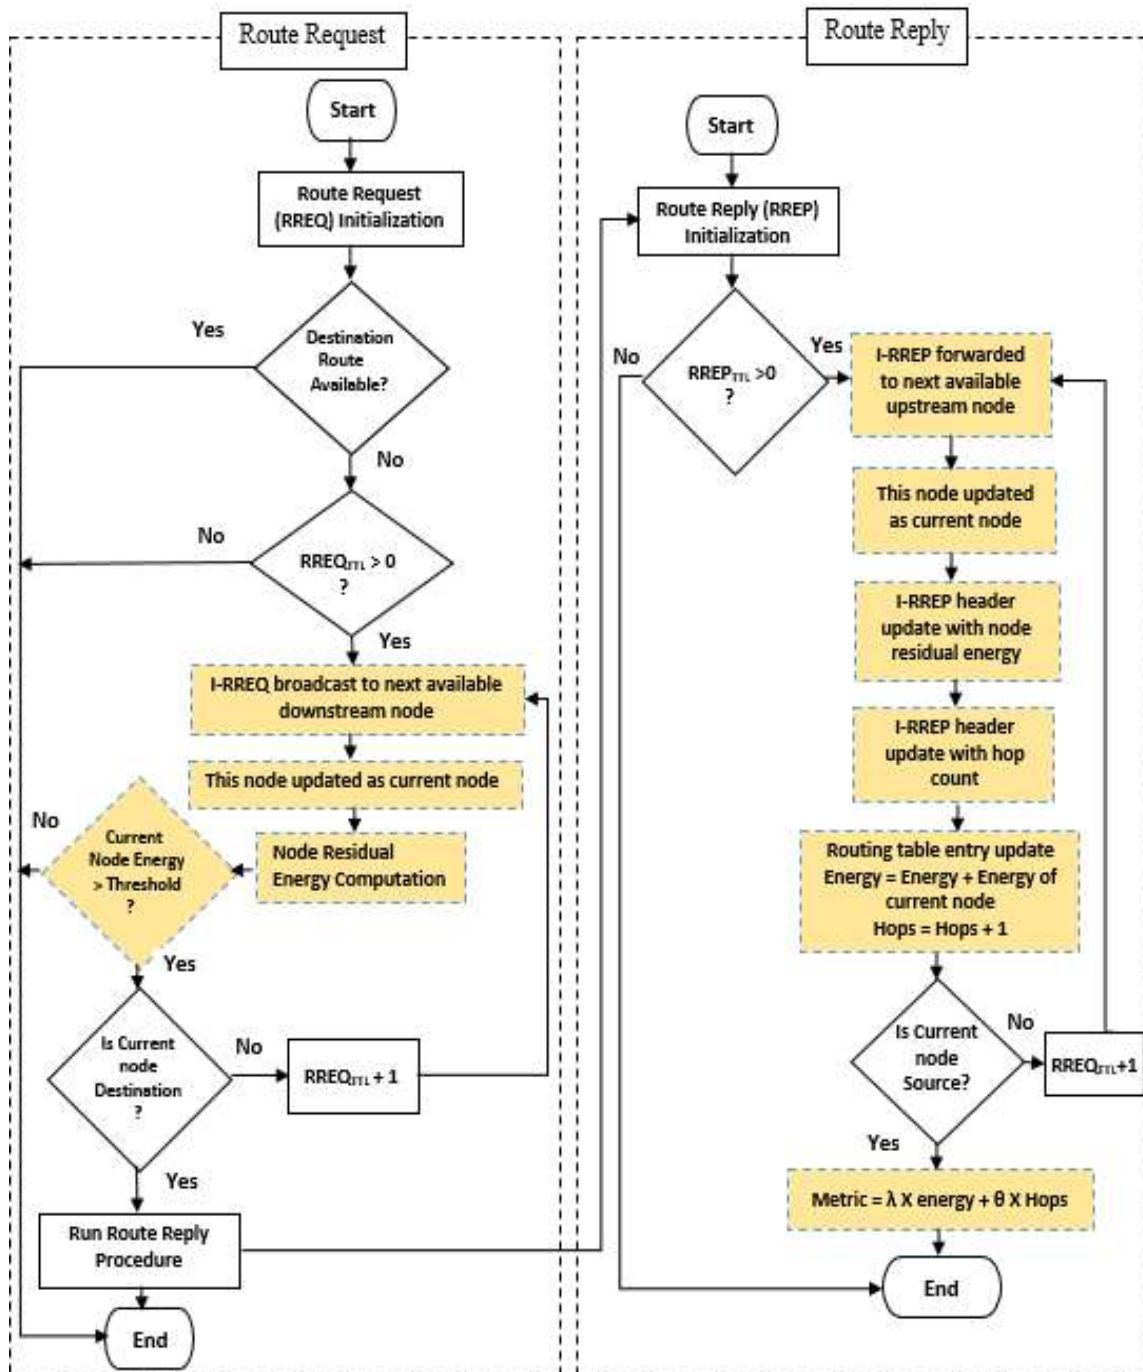 Route Request
Start
Route Request
(RREQ) Initialization
Yes
Destination
Route
Available?
No
No
RREQTTL > 0
?
Yes
I-RREQ broadcast to next available
downstream node
This node updated as current node
No
Current
Node Energy
> Threshold
?
Node Residual
Energy Computation
Yes
Is Current
node
Destination
?
No
RREQTTL + 1
Yes
Run Route Reply
Procedure
End
Route Reply
Start
Route Reply (RREP)
Initialization
No
RREPTTL >0
?
Yes
I-RREP forwarded
to next available
upstream node
This node updated
as current node
I-RREP header
update with node
residual energy
I-RREP header
update with hop
count
Routing table entry update
Energy = Energy + Energy of
current node
Hops = Hops + 1
Is Current
node
Source?
No
RREQTTL+1
Yes
Metric = λ X energy + θ X Hops
End